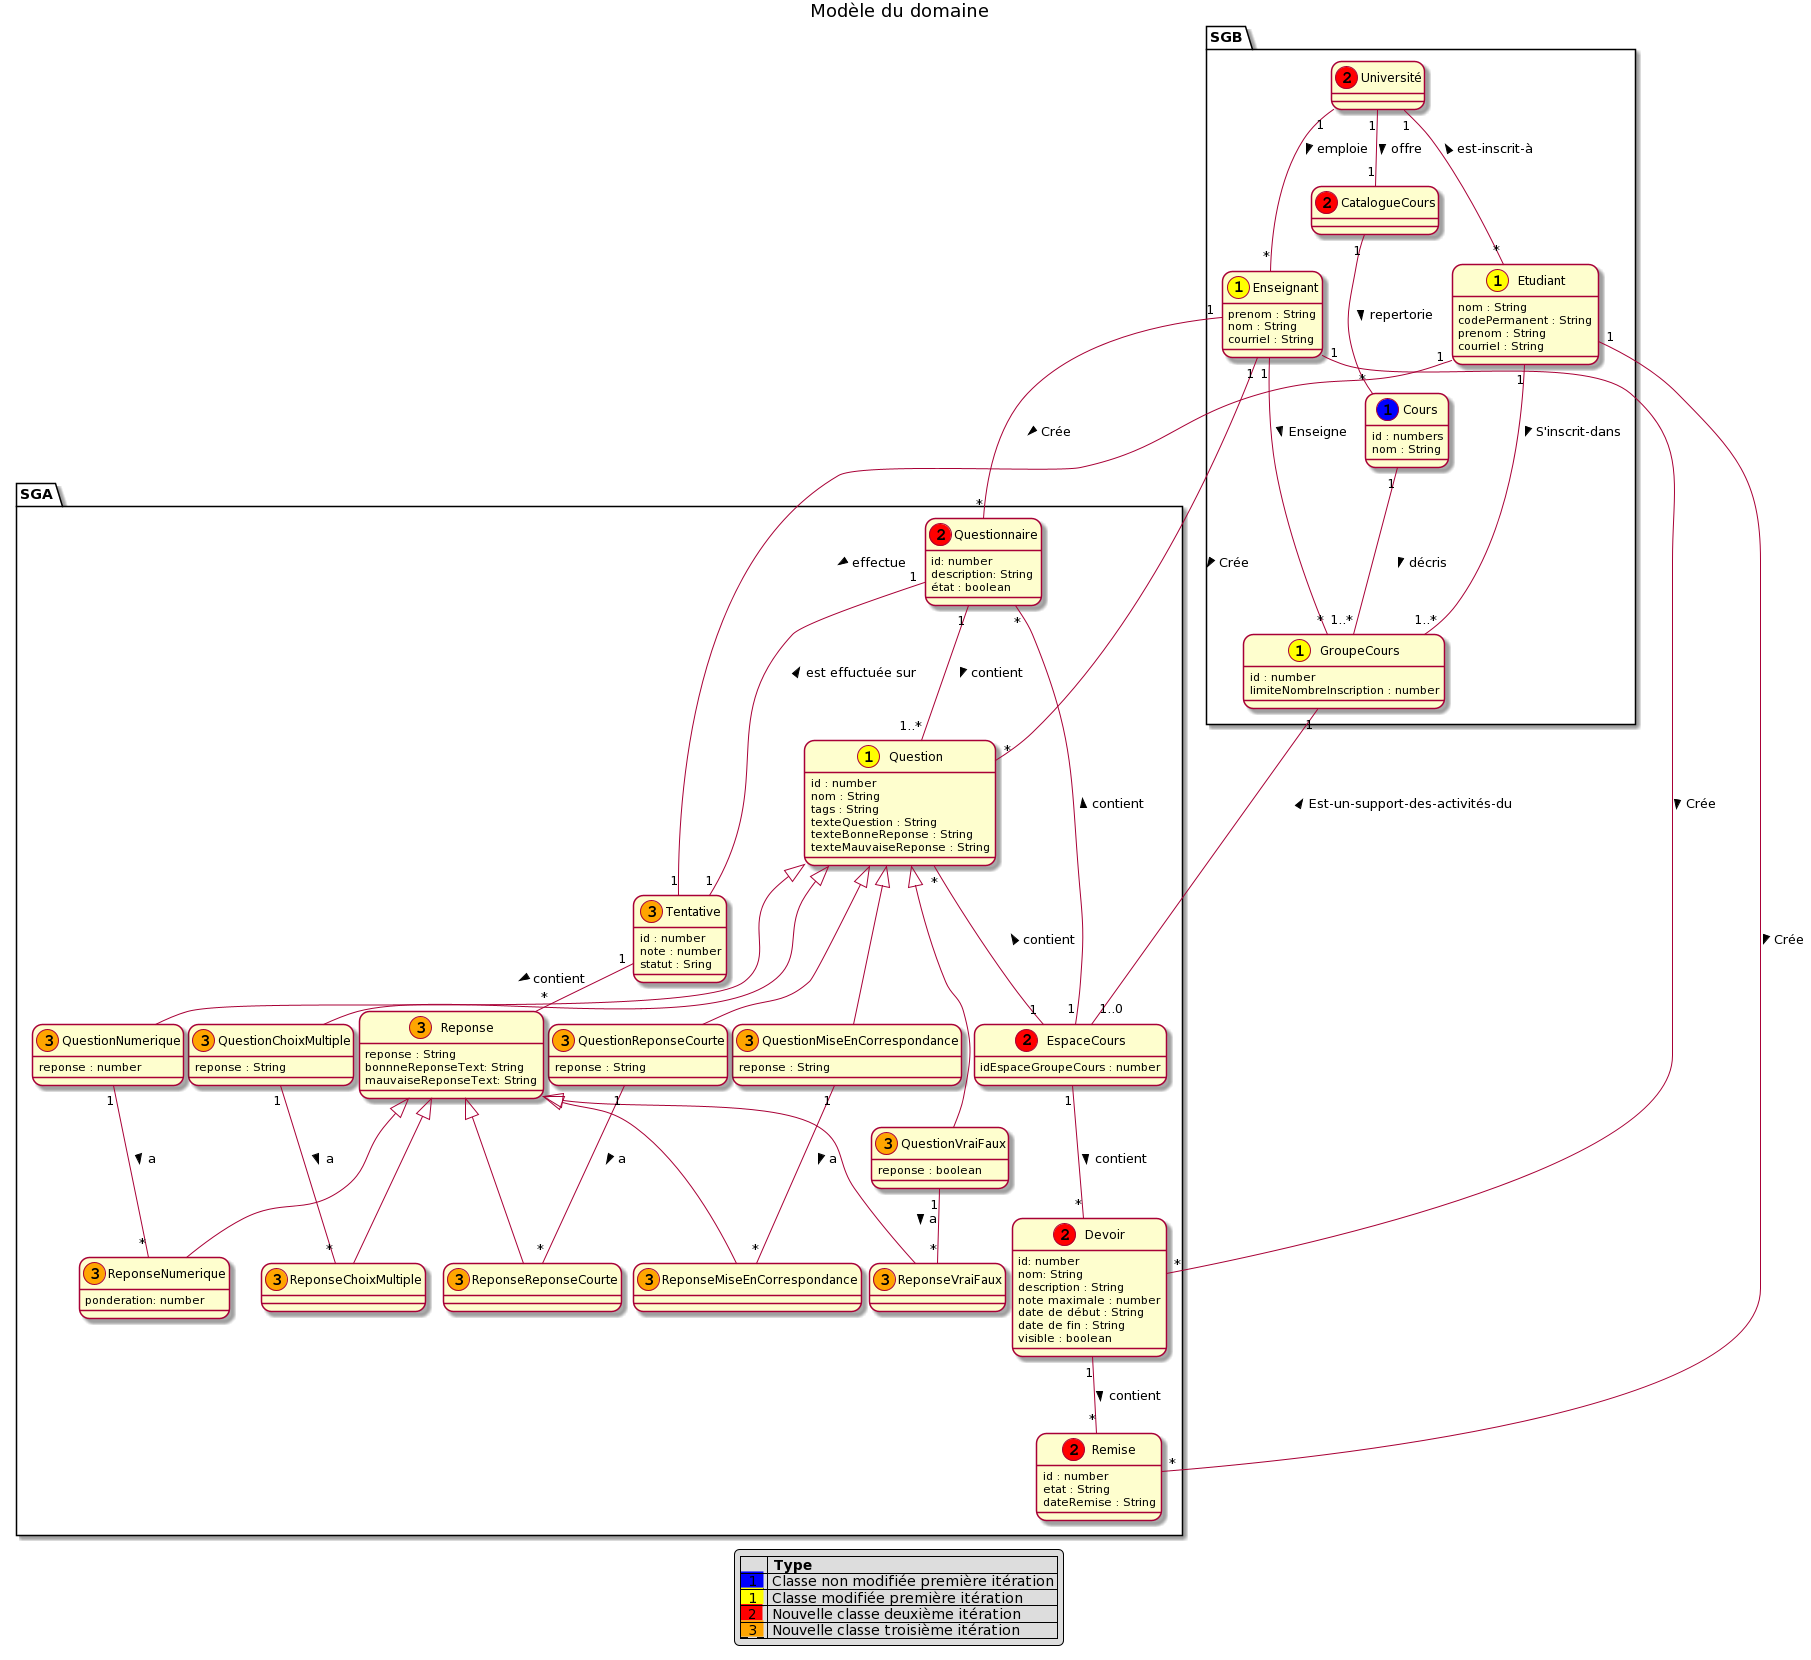 Modèle du domaine
SGB
2 Université
1
1
1
emploie
offre
est-inscrit-à
1
2 CatalogueCours
1
*
*
1 Enseignant
prenom : String
nom : String
courriel : String
1 Etudiant
nom : String
codePermanent : String
prenom : String
courriel : String
repertorie
1
1
1
1
1
1
1
*
1 Cours
id : numbers
nom : String
Crée
Enseigne
S'inscrit-dans
1
SGA
*
2 Questionnaire
id: number
description: String
état : boolean
effectue
1
Crée
décris
1
*
*
1..*
1..*
1 GroupeCours
id : number
limiteNombreInscription : number
est effuctuée sur
contient
1..*
1
*
1 Question
id : number
nom : String
tags : String
texteQuestion : String
texteBonneReponse : String
texteMauvaiseReponse : String
contient
Est-un-support-des-activités-du
Crée
1
1
*
3 Tentative
id : number
note : number
statut : Sring
1
contient
contient
Crée
*
1
1
1..0
3 QuestionNumerique
reponse : number
3 QuestionChoixMultiple
reponse : String
3 Reponse
reponse : String
bonnneReponseText: String
mauvaiseReponseText: String
3 QuestionReponseCourte
reponse : String
3 QuestionMiseEnCorrespondance
reponse : String
2 EspaceCours
idEspaceGroupeCours : number
1
1
1
1
1
3 QuestionVraiFaux
reponse : boolean
a
a
a
a
contient
1
a
*
*
*
*
*
*
*
3 ReponseNumerique
ponderation: number
3 ReponseChoixMultiple
3 ReponseReponseCourte
3 ReponseMiseEnCorrespondance
3 ReponseVraiFaux
2 Devoir
id: number
nom: String
description : String
note maximale : number
date de début : String
date de fin : String
visible : boolean
1
contient
*
*
2 Remise
id : number
etat : String
dateRemise : String
Type
1 Classe non modifiée première itération
1 Classe modifiée première itération
2 Nouvelle classe deuxième itération
3 Nouvelle classe troisième itération